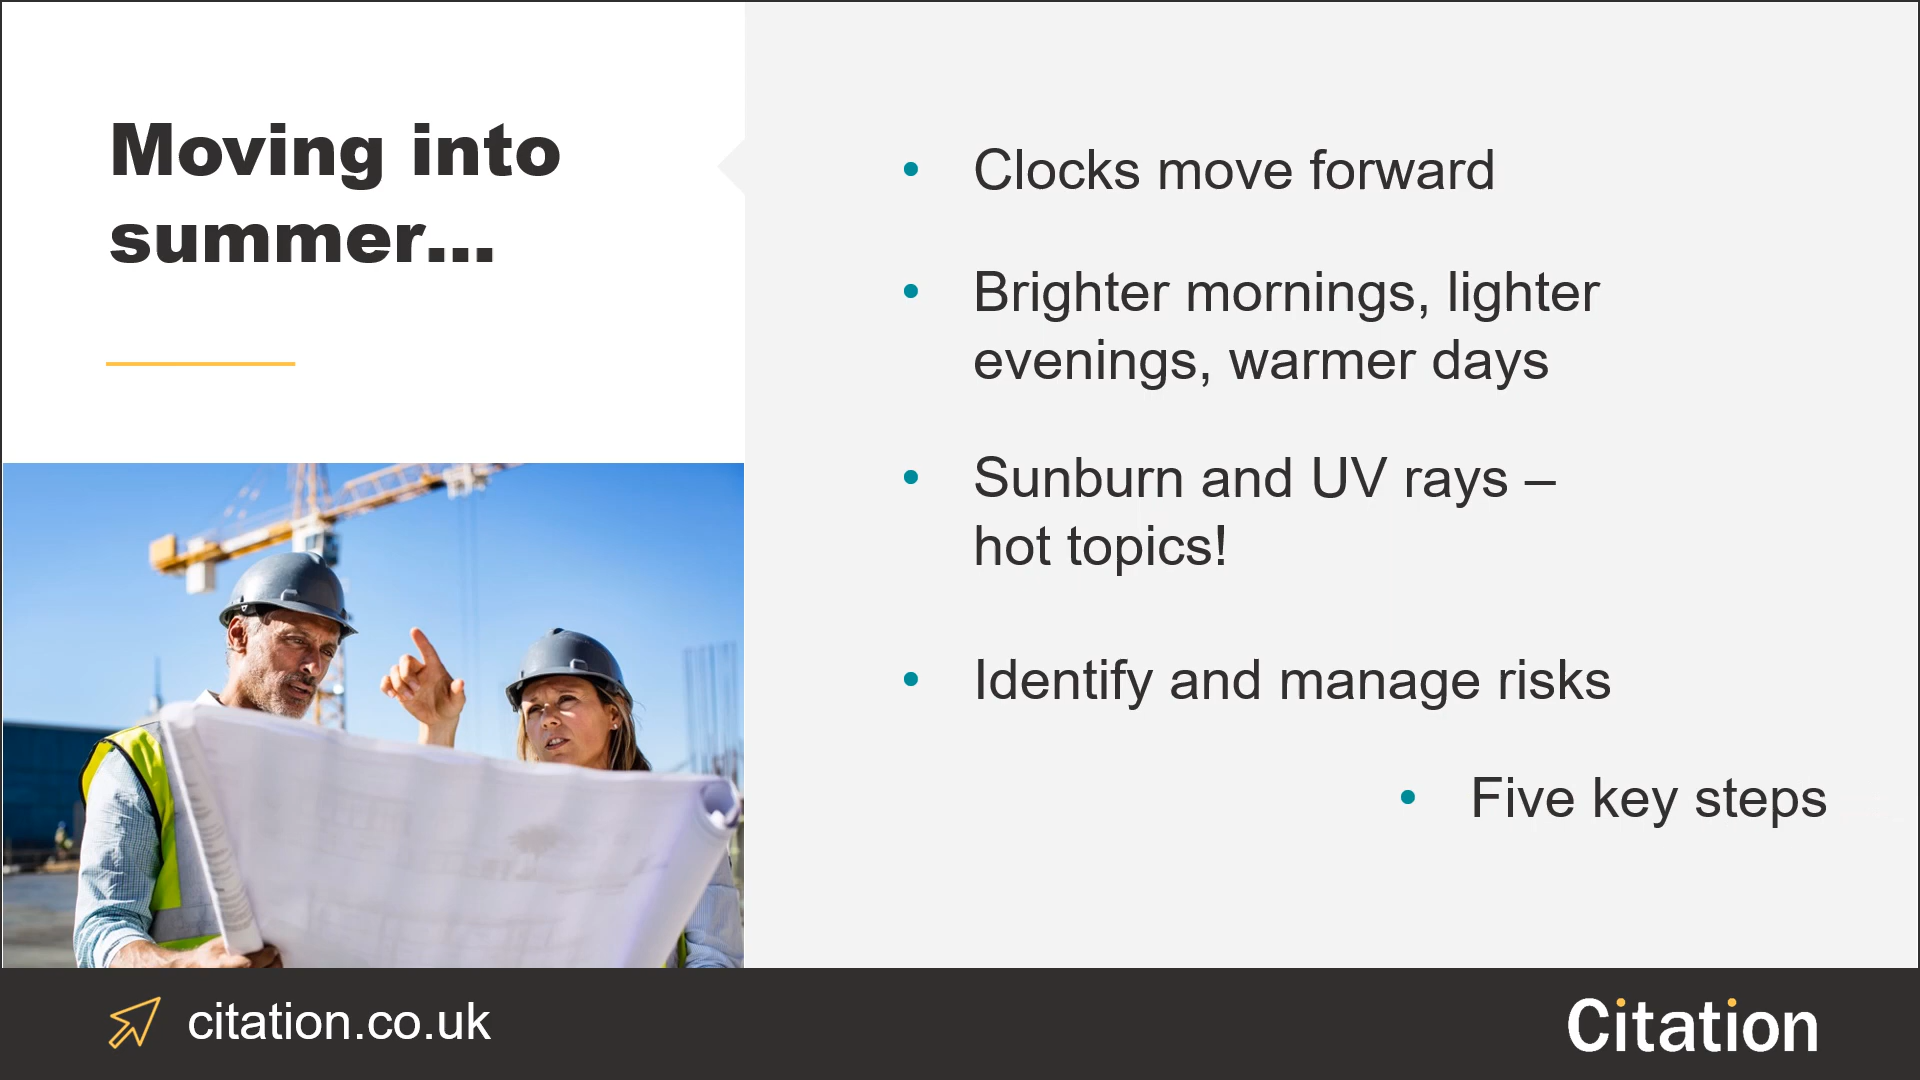 Moving into
summer...
• Clocks move forward
• Brighter mornings, lighter
evenings, warmer days
• Sunburn and UV rays –
hot topics!
• Identify and manage risks
• Five key steps
citation.co.uk
Citation